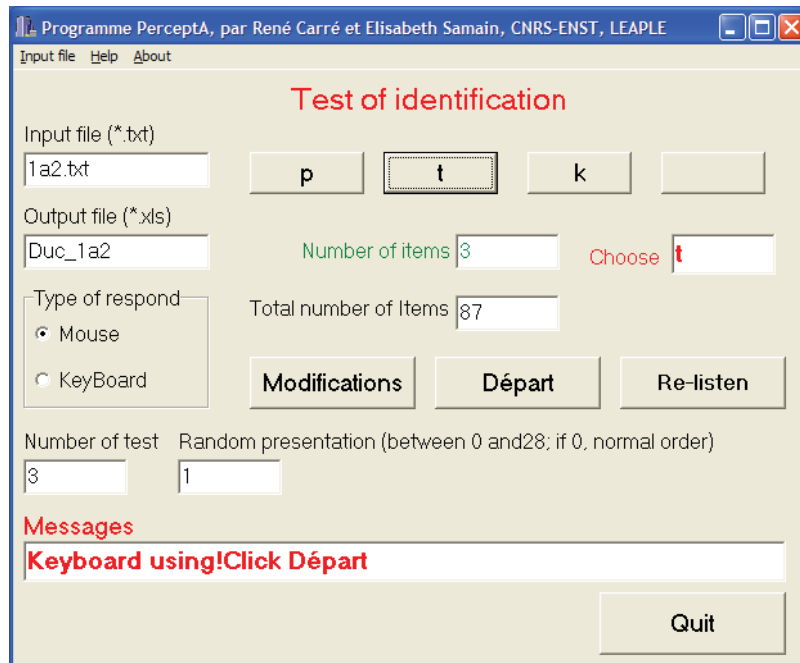 Programme PerceptA, par René Carré et Elisabeth Samain, CNRS-ENST, LEAPLE
Input file Help About
Test of identification
Input file (*.txt)
1a2.txt
p t k
Output file (*.xls)
Duc_1a2
Number of items 3
Choose t
Type of respond
Mouse
KeyBoard
Total number of Items 87
Modifications Départ Re-listen
Number of test Random presentation (between 0 and28; if 0, normal order)
3 1
Messages
Keyboard using!Click Départ
Quit